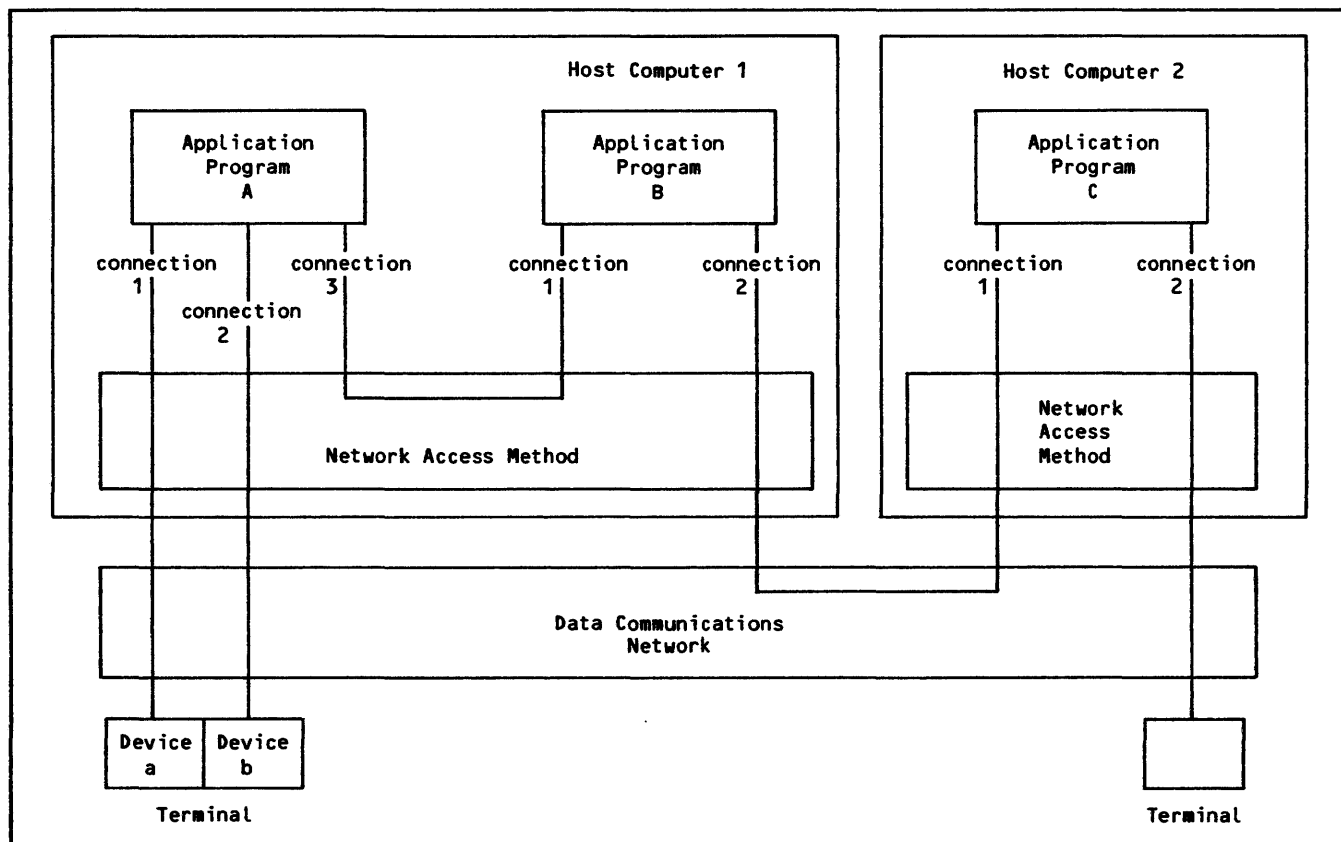 Host Computer 1
Host Computer 2
Application
Program
A
Application
Program
B
Application
Program
C
connection
1
connection
2
connection
3
connection
1
connection
2
connection
1
connection
2
Network Access Method
Network
Access
Method
Data Communications
Network
Device
a
Device
b
Terminal
Terminal